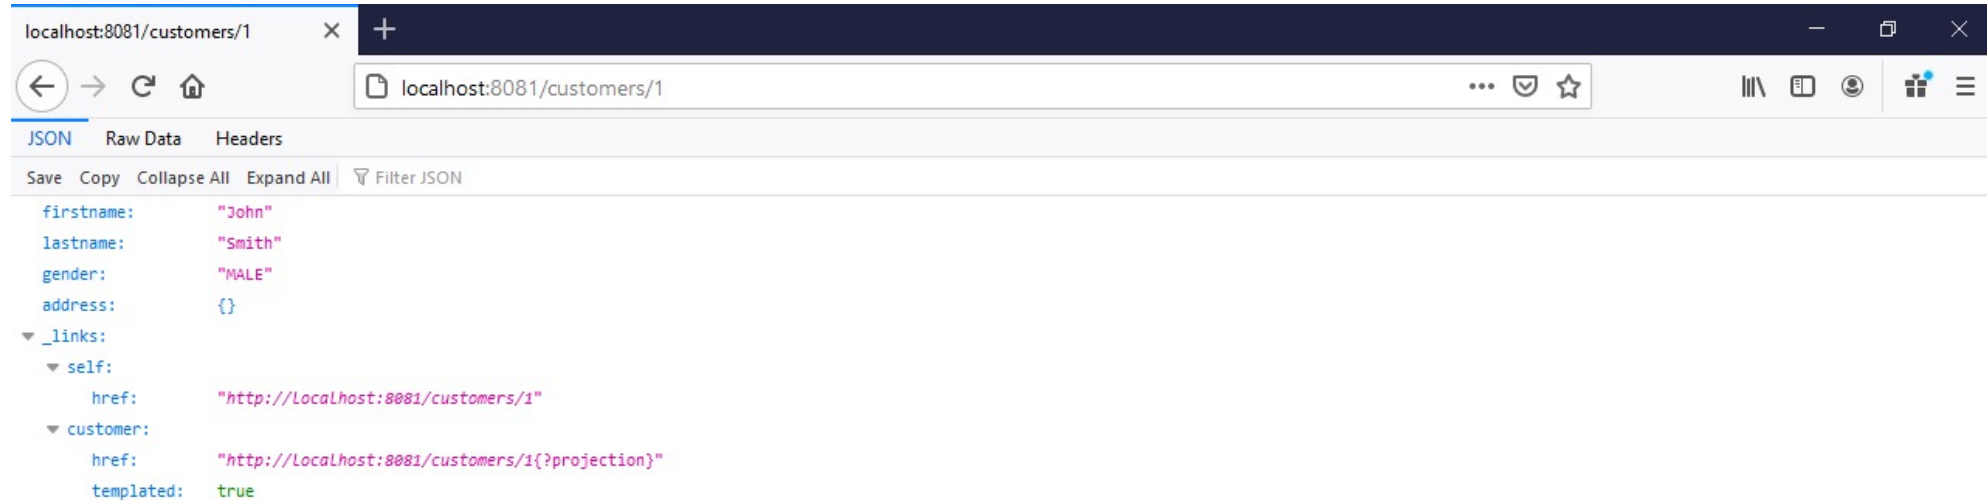 localhost:8081/customers/1
localhost:8081/customers/1
JSON Raw Data Headers
Save Copy Collapse All Expand All Filter JSON
firstname: "John"
lastname: "Smith"
gender: "MALE"
address: {}
_links:
self:
href: "http://localhost:8081/customers/1"
customer:
href: "http://localhost:8081/customers/1{?projection}"
templated: true